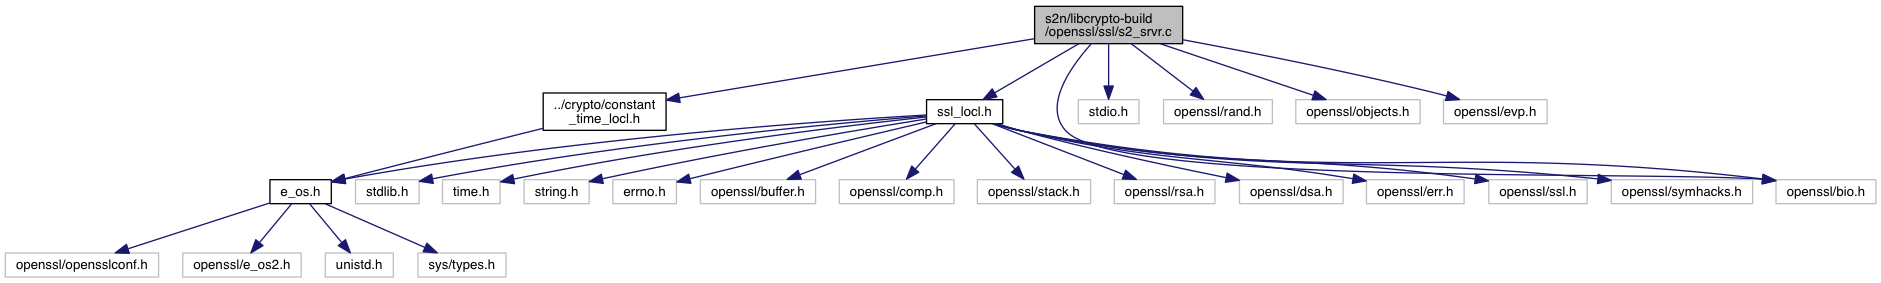 s2n/libcrypto-build
/openssl/ssl/s2_srvr.c
../crypto/constant
_time_locl.h
ssl_locl.h
stdio.h
openssl/rand.h
openssl/objects.h
openssl/evp.h
e_os.h
stdlib.h
time.h
string.h
errno.h
openssl/buffer.h
openssl/comp.h
openssl/stack.h
openssl/rsa.h
openssl/dsa.h
openssl/err.h
openssl/ssl.h
openssl/symhacks.h
openssl/bio.h
openssl/opensslconf.h
openssl/e_os2.h
unistd.h
sys/types.h